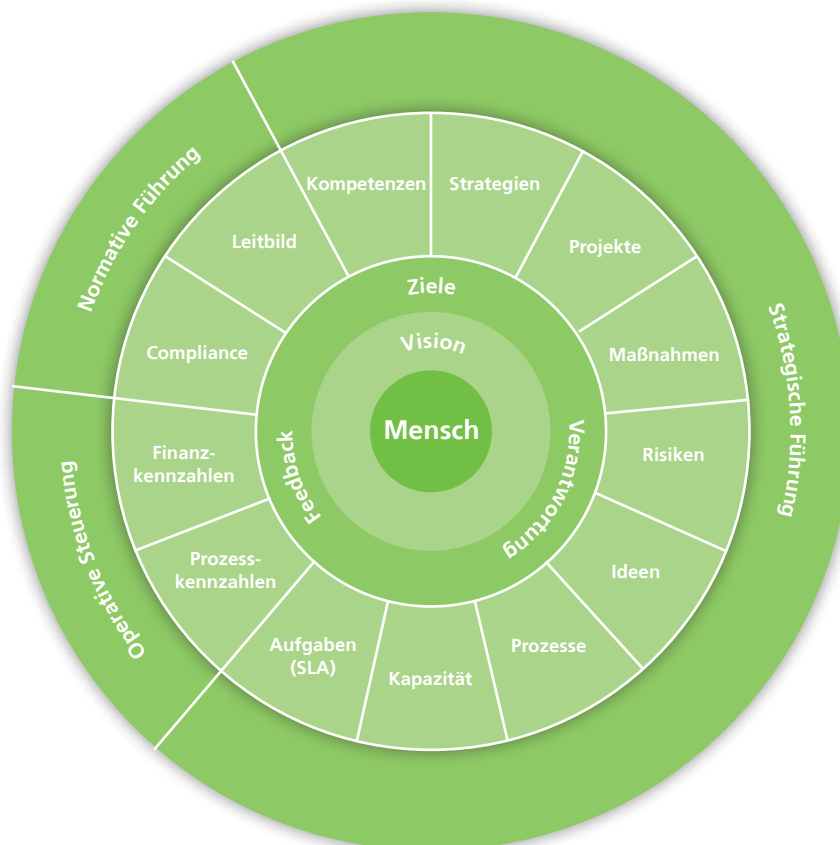 Normative Führung
Strategische Führung
Operative Steuerung
Kompetenzen
Strategien
Projekte
Maßnahmen
Risiken
Ideen
Prozesse
Kapazität
Aufgaben
(SLA)
Prozess-
kennzahlen
Finanz-
kennzahlen
Compliance
Leitbild
Ziele
Verantwortung
Feedback
Vision
Mensch